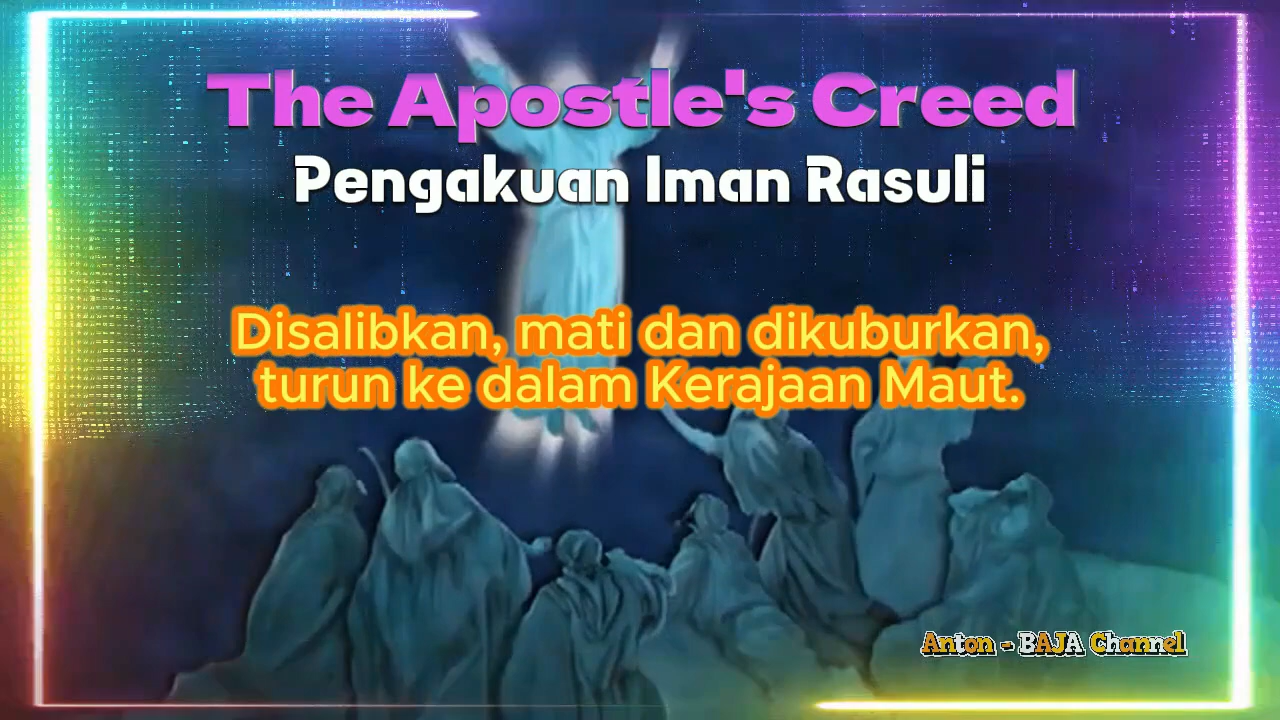 The Apostle's Creed
Pengakuan Iman Rasuli
Disalibkan, mati dan dikuburkan,
turun ke dalam Kerajaan Maut.
Anton - BAJA Channel